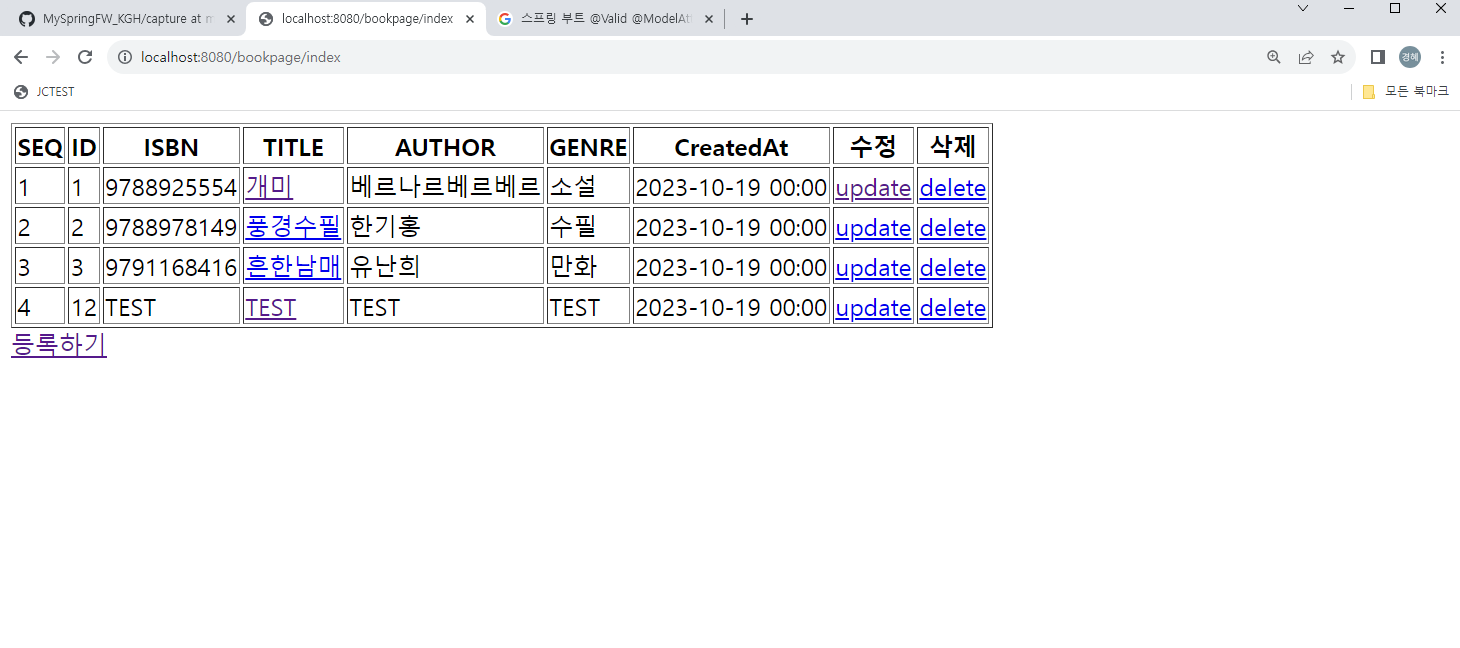 MySpringFW_KGH/capture at m
localhost:8080/bookpage/index
스프링 부트 @Valid @ModelAt
localhost:8080/bookpage/index
경혜
JCTEST
모든 북마크
SEQ ID ISBN TITLE AUTHOR GENRE CreatedAt 수정 삭제
1 1 9788925554 개미 베르나르베르베르 소설 2023-10-19 00:00 update delete
2 2 9788978149 풍경수필 한기홍 수필 2023-10-19 00:00 update delete
3 3 9791168416 흔한남매 유난희 만화 2023-10-19 00:00 update delete
4 12 TEST TEST TEST TEST 2023-10-19 00:00 update delete
등록하기